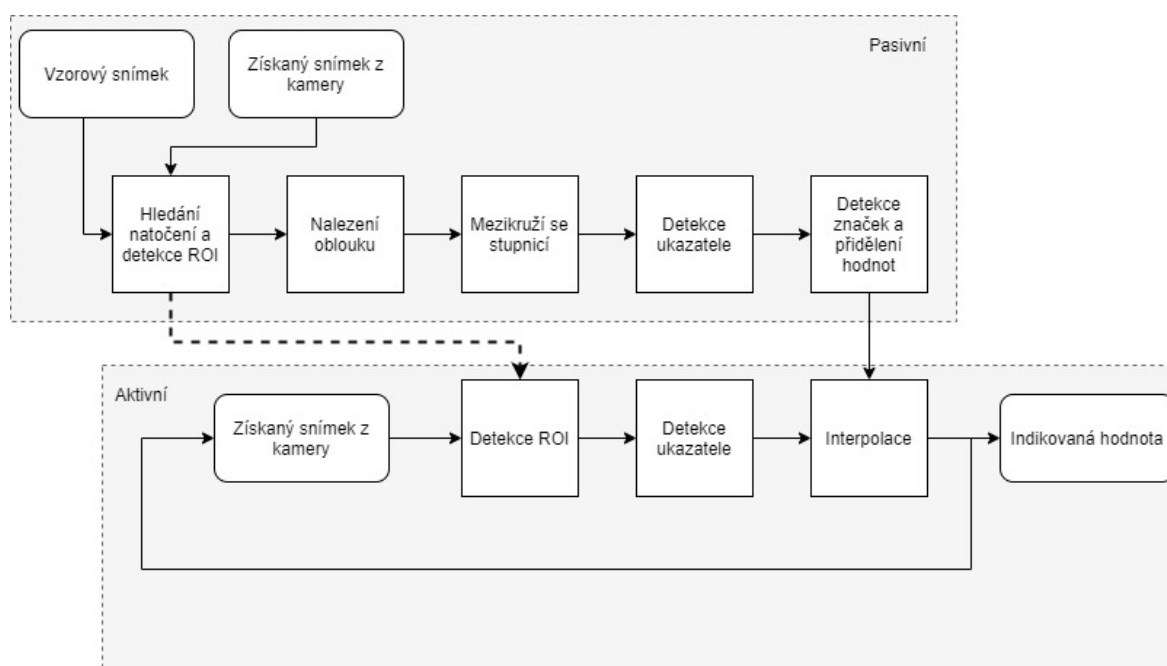 Pasivní
Vzorový snímek
Získaný snímek z
kamery
Hledání
natočení a
detekce ROI
Nalezení
oblouku
Mezikruží se
stupnicí
Detekce
ukazatele
Detekce
značek a
přidělení
hodnot
Aktivní
Získaný snímek z
kamery
Detekce ROI
Detekce
ukazatele
Interpolace
Indikovaná hodnota